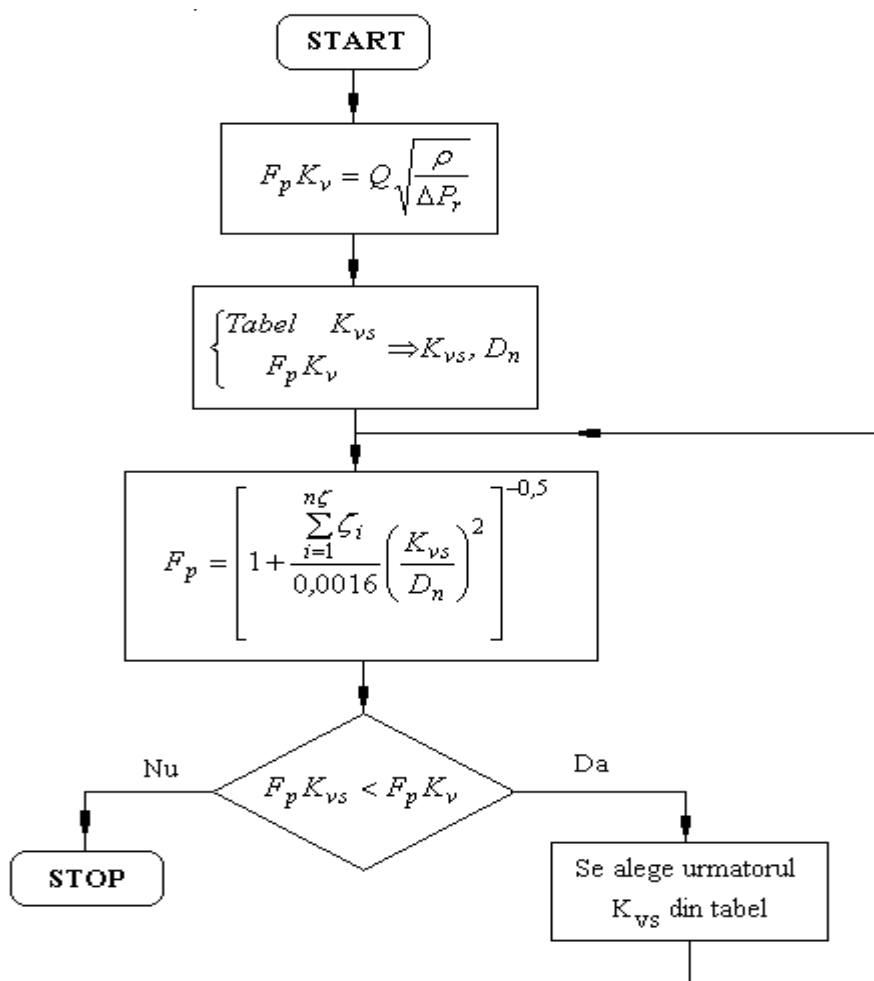 START
F_p K_v = Q √(ρ / ΔP_r)
{Tabel K_vs
F_p K_v ⇒ K_vs, D_n
F_p = [1 + (∑_{i=1}^{nζ} ζ_i / 0,0016) (K_vs / D_n)^2]^{−0,5}
Nu
F_p K_vs < F_p K_v
Da
STOP
Se alege urmatorul
K_vs din tabel